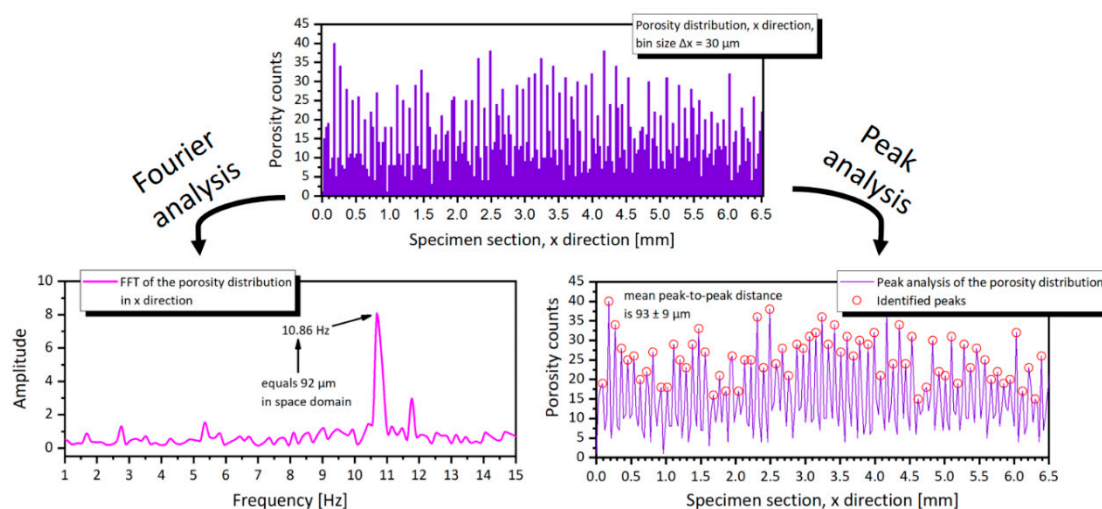 45
40
35
30
25
20
15
10
5
0
Porosity counts
Porosity distribution, x direction,
bin size Δx = 30 µm
0.0 0.5 1.0 1.5 2.0 2.5 3.0 3.5 4.0 4.5 5.0 5.5 6.0 6.5
Specimen section, x direction [mm]
Fourier
analysis
Peak
analysis
10
8
6
4
2
0
Amplitude
FFT of the porosity distribution
in x direction
10.86 Hz
equals 92 µm
in space domain
1 2 3 4 5 6 7 8 9 10 11 12 13 14 15
Frequency [Hz]
45
40
35
30
25
20
15
10
5
0
Porosity counts
Peak analysis of the porosity distribution
Identified peaks
mean peak-to-peak distance
is 93 ± 9 µm
0.0 0.5 1.0 1.5 2.0 2.5 3.0 3.5 4.0 4.5 5.0 5.5 6.0 6.5
Specimen section, x direction [mm]